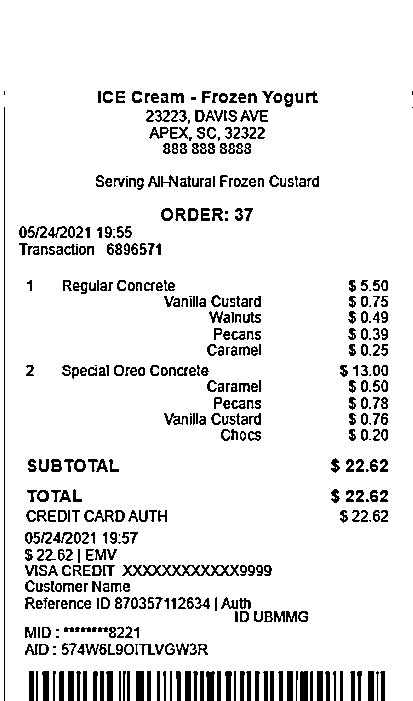 ICE Cream - Frozen Yogurt
23223, DAVIS AVE
APEX, SC, 32322
888 888 8888
Serving All-Natural Frozen Custard
ORDER: 37
05/24/2021 19:55
Transaction 6896571
1 Regular Concrete $ 5.50
Vanilla Custard $ 0.75
Walnuts $ 0.49
Pecans $ 0.39
Caramel $ 0.25
2 Special Oreo Concrete $ 13.00
Caramel $ 0.50
Pecans $ 0.78
Vanilla Custard $ 0.76
Chocs $ 0.20
SUBTOTAL $ 22.62
TOTAL $ 22.62
CREDIT CARD AUTH $ 22.62
05/24/2021 19:57
$ 22.62 | EMV
VISA CREDIT XXXXXXXXXXXX9999
Customer Name
Reference ID 870357112634 | Auth
ID UBMMG
MID : ********8221
AID : 574W6L9OITLVGW3R